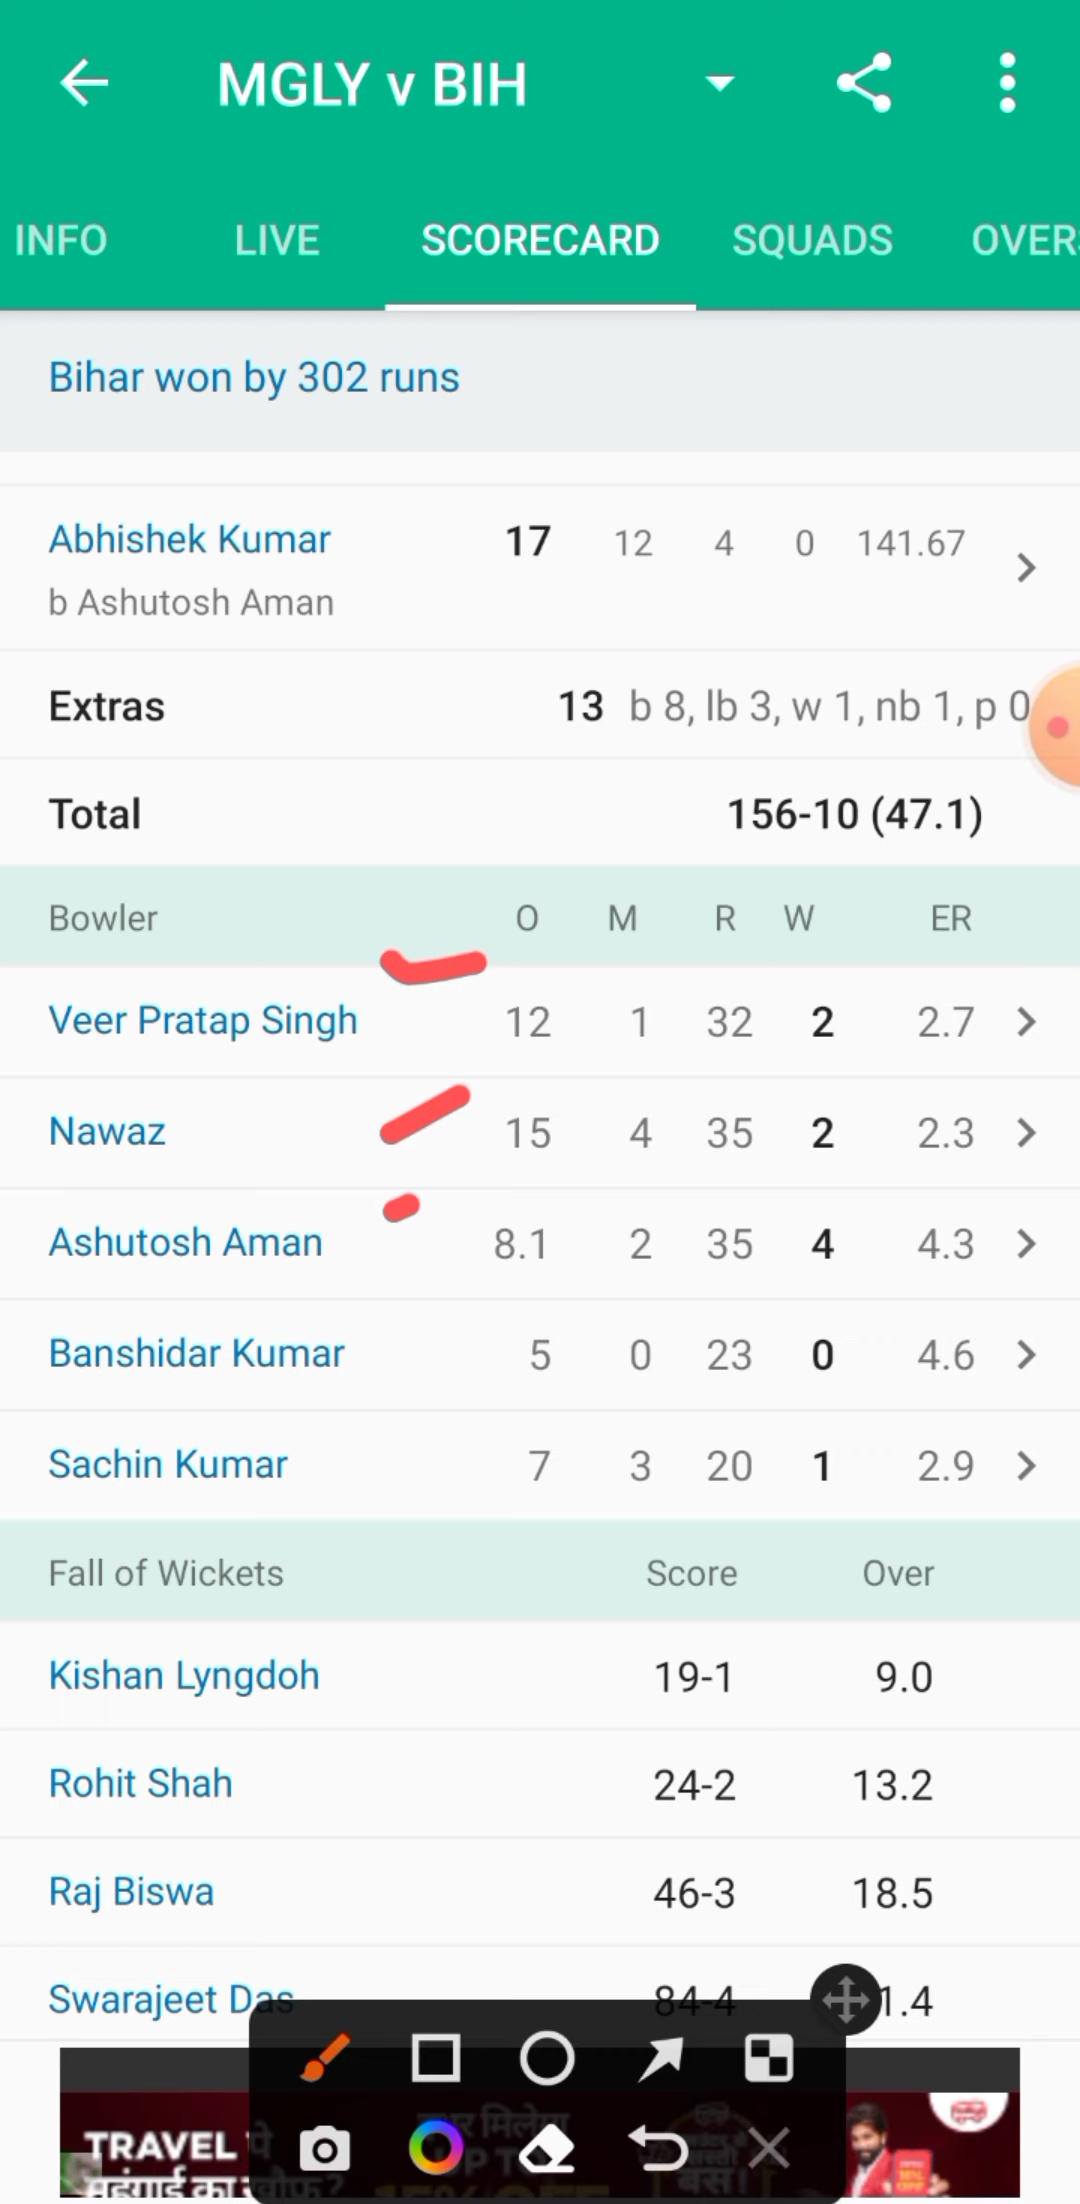 MGLY v BIH
INFO LIVE SCORECARD SQUADS OVER
Bihar won by 302 runs
Abhishek Kumar 17 12 4 0 141.67
b Ashutosh Aman
Extras 13 b 8, lb 3, w 1, nb 1, p 0
Total 156-10 (47.1)
Bowler O M R W ER
Veer Pratap Singh 12 1 32 2 2.7
Nawaz 15 4 35 2 2.3
Ashutosh Aman 8.1 2 35 4 4.3
Banshidar Kumar 5 0 23 0 4.6
Sachin Kumar 7 3 20 1 2.9
Fall of Wickets Score Over
Kishan Lyngdoh 19-1 9.0
Rohit Shah 24-2 13.2
Raj Biswa 46-3 18.5
Swarajeet Das 84-4 1.4
TRAVEL पे
महंगाई का